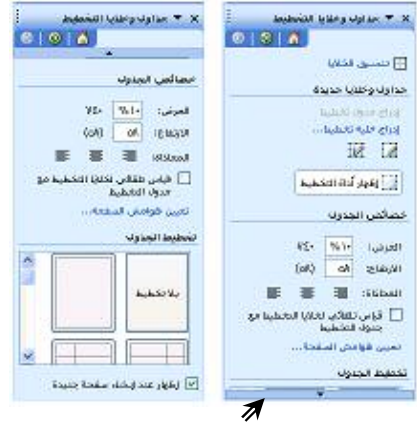 جداول وخلايا التخطيط
تنسيق الخلايا
جداول وخلايا جديدة
إدراج جدول تخطيط
إدراج خلية تخطيط...
إظهار أداة التخطيط
خصائص الجدول
العرض:
الارتفاع:
المحاذاة:
قياس تلقائي لخلايا التخطيط مع
جدول التخطيط
تعيين هوامش الصفحة...
تخطيط الجدول
جداول وخلايا التخطيط
خصائص الجدول
العرض:
الارتفاع:
المحاذاة:
قياس تلقائي لخلايا التخطيط مع
جدول التخطيط
تعيين هوامش الصفحة...
تخطيط الجدول
بلا تخطيط
إظهار عند إنشاء صفحة جديدة